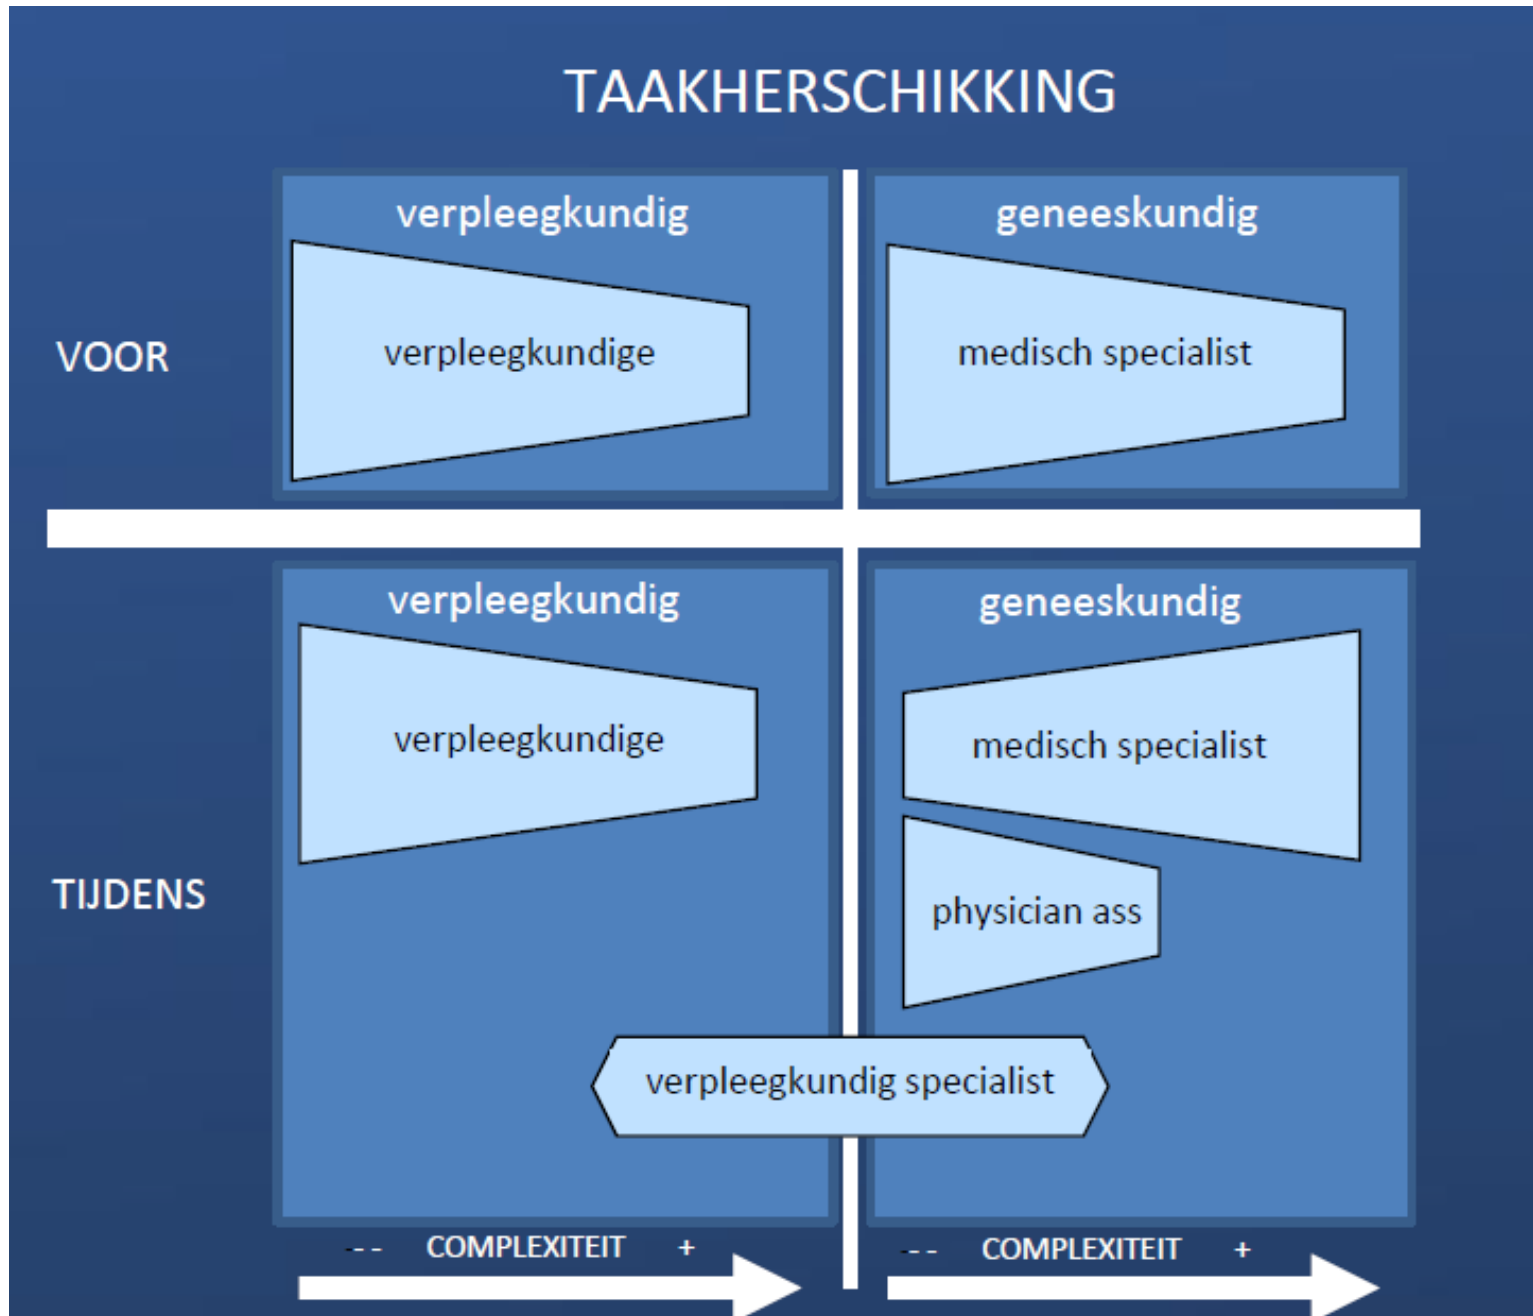 TAAKHERSCHIKKING
verpleegkundig
geneeskundig
VOOR
verpleegkundige
medisch specialist
verpleegkundig
geneeskundig
TIJDENS
verpleegkundige
medisch specialist
physician ass
verpleegkundig specialist
-- COMPLEXITEIT +
-- COMPLEXITEIT +